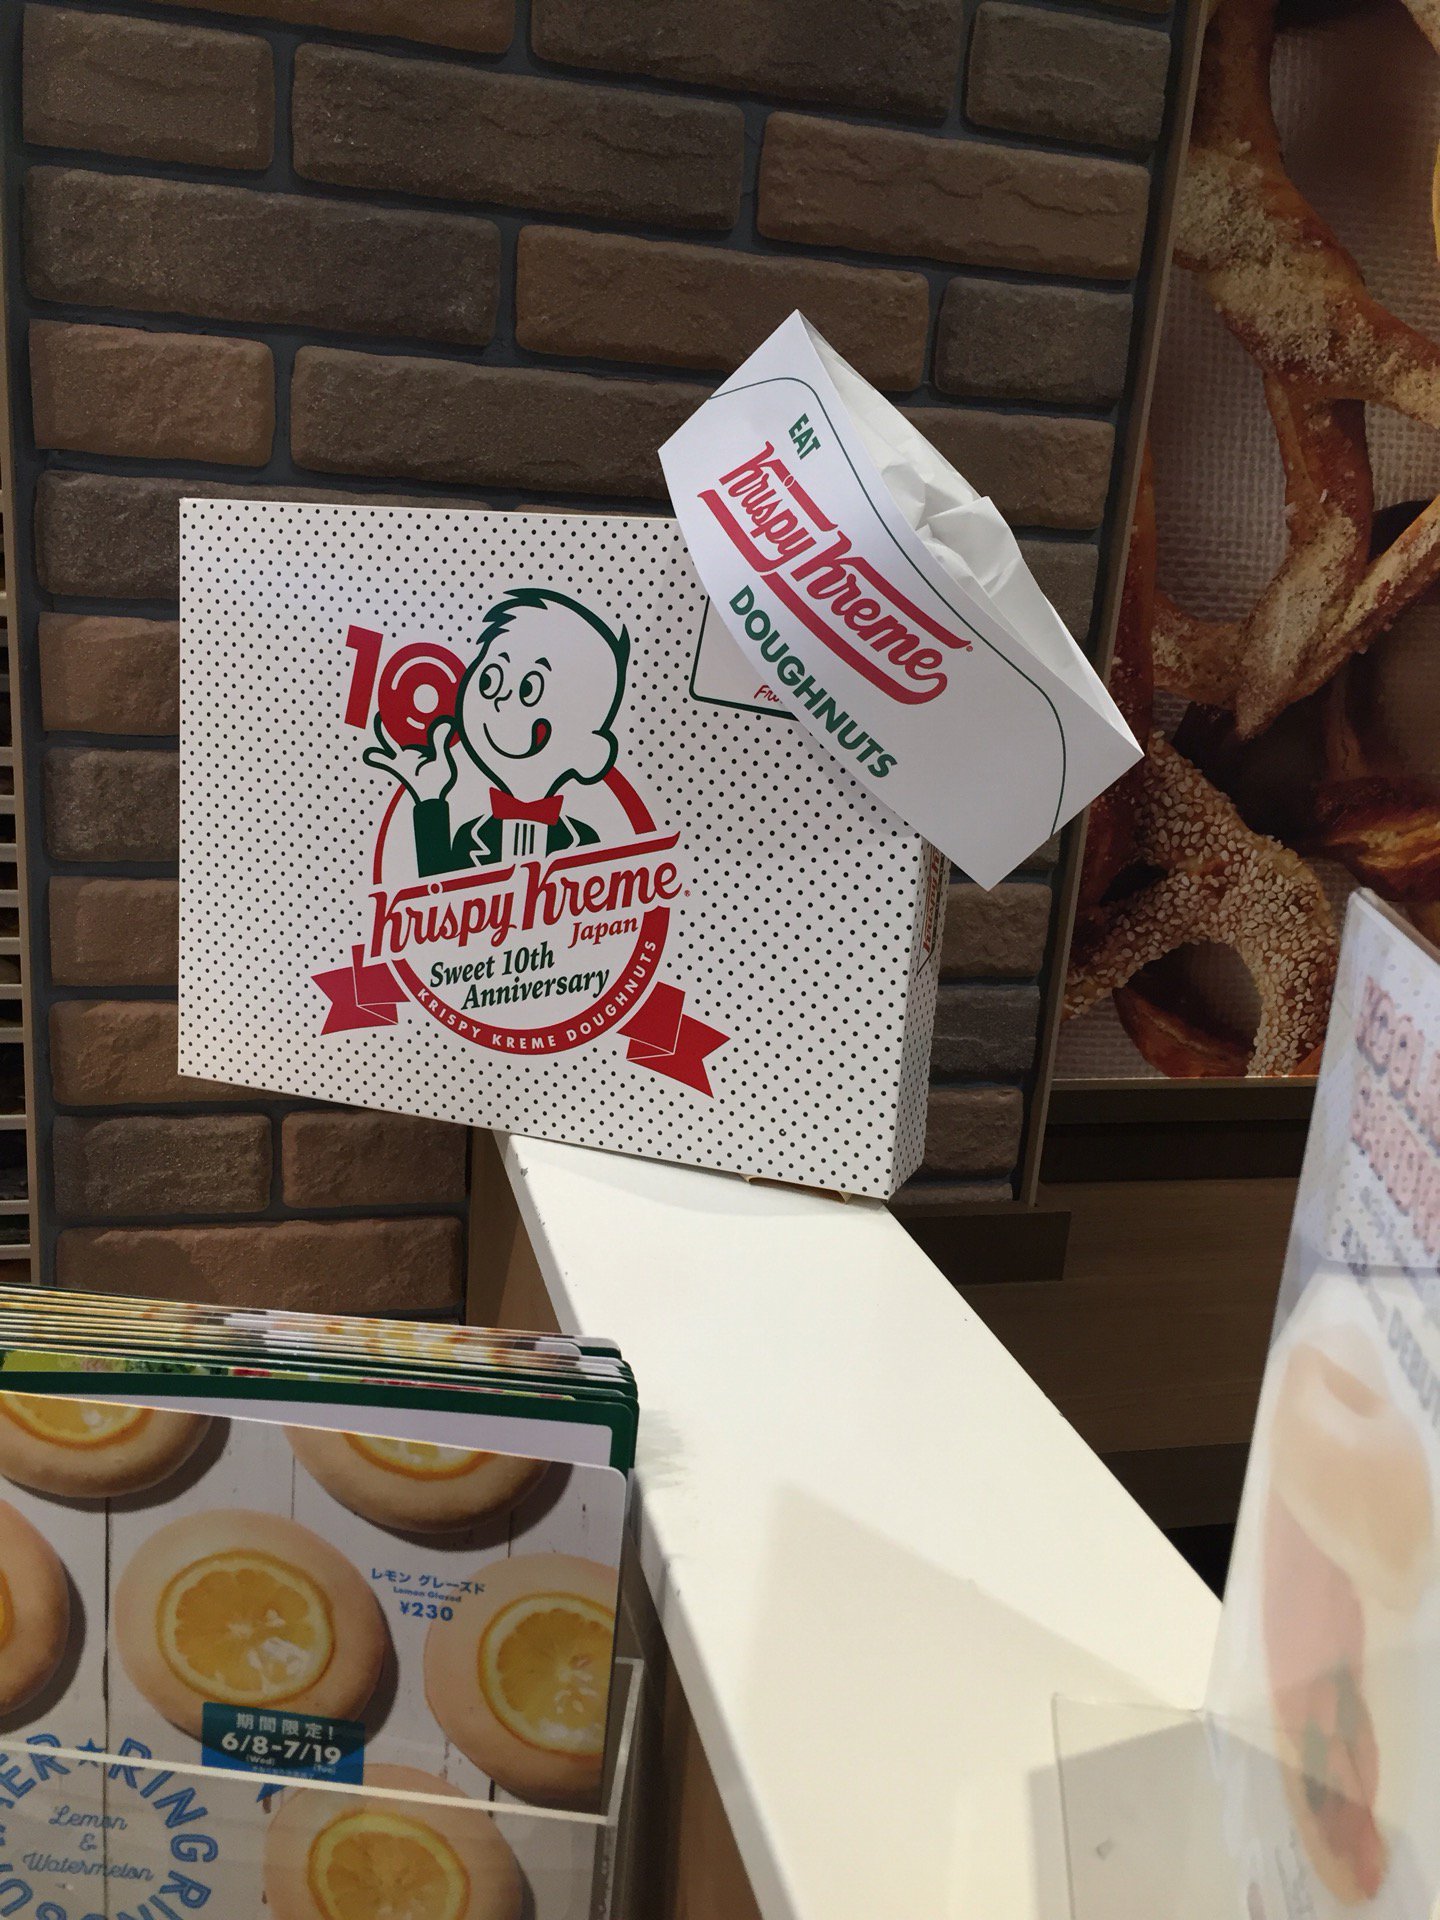 EAT
Krispy Kreme
DOUGHNUTS
10
Krispy Kreme
Japan
Sweet 10th
Anniversary
KRISPY KREME DOUGHNUTS
レモン グレーズド
Lemon Glazed
¥230
期間限定!
6/8-7/19
(Wed) (Tue)
RING
Lemon
&
Watermelon